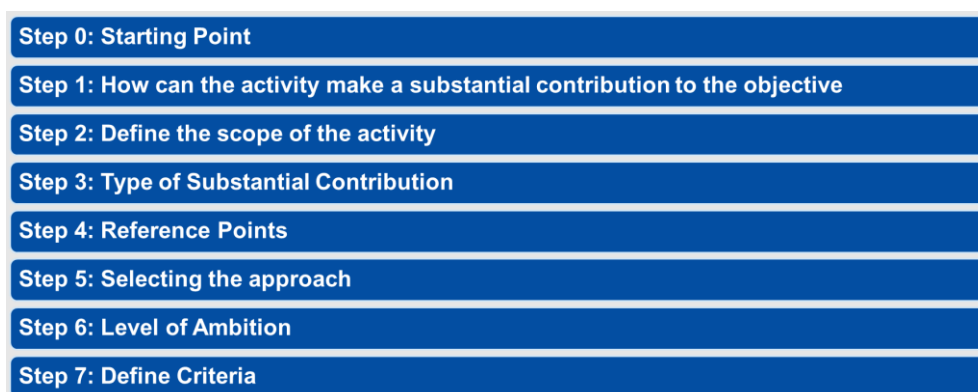 Step 0: Starting Point
Step 1: How can the activity make a substantial contribution to the objective
Step 2: Define the scope of the activity
Step 3: Type of Substantial Contribution
Step 4: Reference Points
Step 5: Selecting the approach
Step 6: Level of Ambition
Step 7: Define Criteria